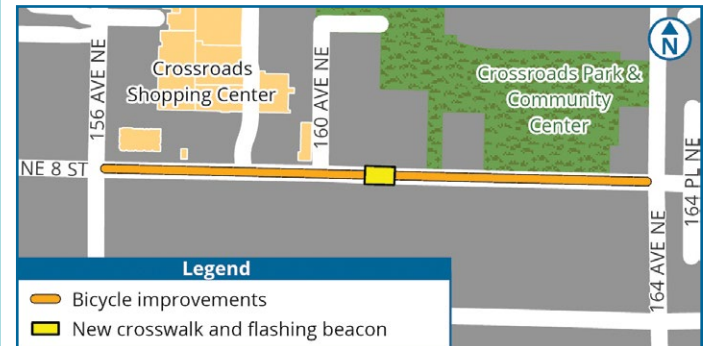 156 AVE NE
Crossroads
Shopping Center
160 AVE NE
Crossroads Park &
Community
Center
N
NE 8 ST
164 PL NE
164 AVE NE
Legend
Bicycle improvements
New crosswalk and flashing beacon